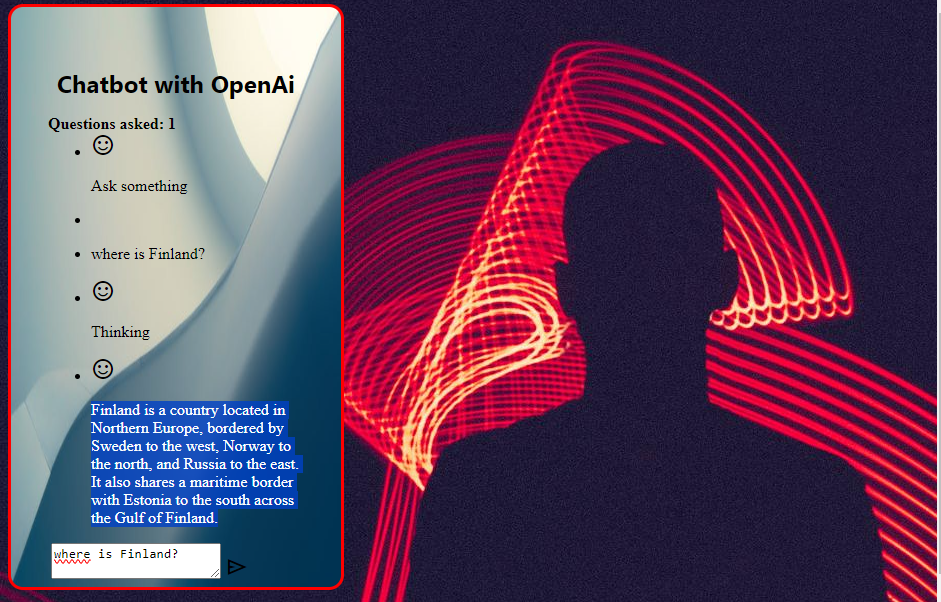 Chatbot with OpenAi
Questions asked: 1
Ask something
where is Finland?
Thinking
Finland is a country located in
Northern Europe, bordered by
Sweden to the west, Norway to
the north, and Russia to the east.
It also shares a maritime border
with Estonia to the south across
the Gulf of Finland.
where is Finland?